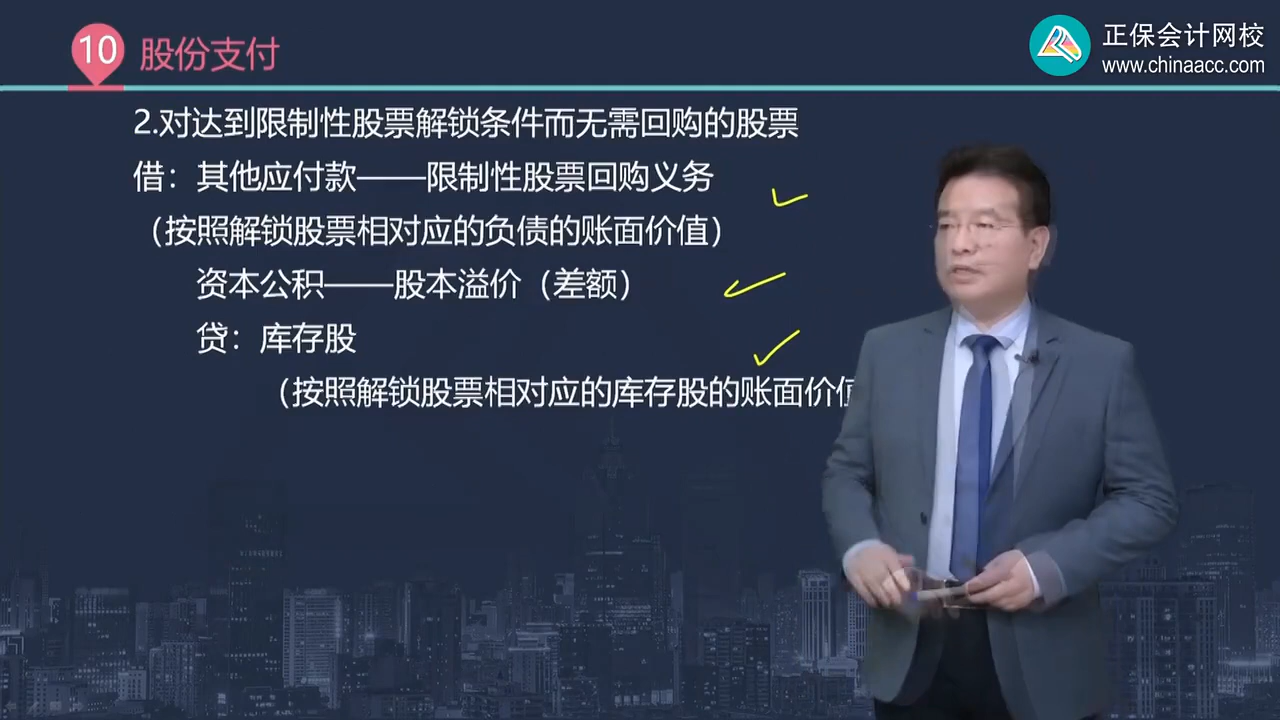 10 股份支付
正保会计网校
www.chinaacc.com
2.对达到限制性股票解锁条件而无需回购的股票
借：其他应付款——限制性股票回购义务
（按照解锁股票相对应的负债的账面价值）
资本公积——股本溢价（差额）
贷：库存股
（按照解锁股票相对应的库存股的账面价值